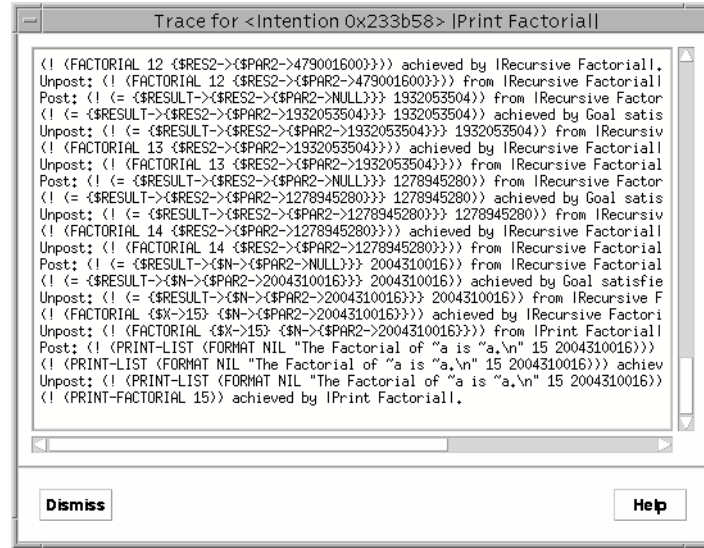 Trace for <Intention 0x233b58> |Print Factorial|
(! (FACTORIAL 12 {$RES2->{$PAR2->479001600}})) achieved by |Recursive Factorial|.
Unpost: (! (FACTORIAL 12 {$RES2->{$PAR2->479001600}})) from |Recursive Factorial|
Post: (! (= {$RESULT->{$RES2->{$PAR2->NULL}}} 1932053504)) from |Recursive Factor
(! (= {$RESULT->{$RES2->{$PAR2->1932053504}}} 1932053504)) achieved by Goal satis
Unpost: (! (= {$RESULT->{$RES2->{$PAR2->1932053504}}} 1932053504)) from |Recursiv
(! (FACTORIAL 13 {$RES2->{$PAR2->1932053504}})) achieved by |Recursive Factorial|
Unpost: (! (FACTORIAL 13 {$RES2->{$PAR2->1932053504}})) from |Recursive Factorial
Post: (! (= {$RESULT->{$RES2->{$PAR2->NULL}}} 1278945280)) from |Recursive Factor
(! (= {$RESULT->{$RES2->{$PAR2->1278945280}}} 1278945280)) achieved by Goal satis
Unpost: (! (= {$RESULT->{$RES2->{$PAR2->1278945280}}} 1278945280)) from |Recursiv
(! (FACTORIAL 14 {$RES2->{$PAR2->1278945280}})) achieved by |Recursive Factorial|
Unpost: (! (FACTORIAL 14 {$RES2->{$PAR2->1278945280}})) from |Recursive Factorial
Post: (! (= {$RESULT->{$N->{$PAR2->NULL}}} 2004310016)) from |Recursive Factorial
(! (= {$RESULT->{$N->{$PAR2->2004310016}}} 2004310016)) achieved by Goal satisfie
Unpost: (! (= {$RESULT->{$N->{$PAR2->2004310016}}} 2004310016)) from |Recursive F
(! (FACTORIAL {$X->15} {$N->{$PAR2->2004310016}})) achieved by |Recursive Factori
Unpost: (! (FACTORIAL {$X->15} {$N->{$PAR2->2004310016}})) from |Print Factorial|
Post: (! (PRINT-LIST (FORMAT NIL "The Factorial of ~a is ~a.\n" 15 2004310016)))
(! (PRINT-LIST (FORMAT NIL "The Factorial of ~a is ~a.\n" 15 2004310016))) achiev
Unpost: (! (PRINT-LIST (FORMAT NIL "The Factorial of ~a is ~a.\n" 15 2004310016))
(! (PRINT-FACTORIAL 15)) achieved by |Print Factorial|.
Dismiss
Help